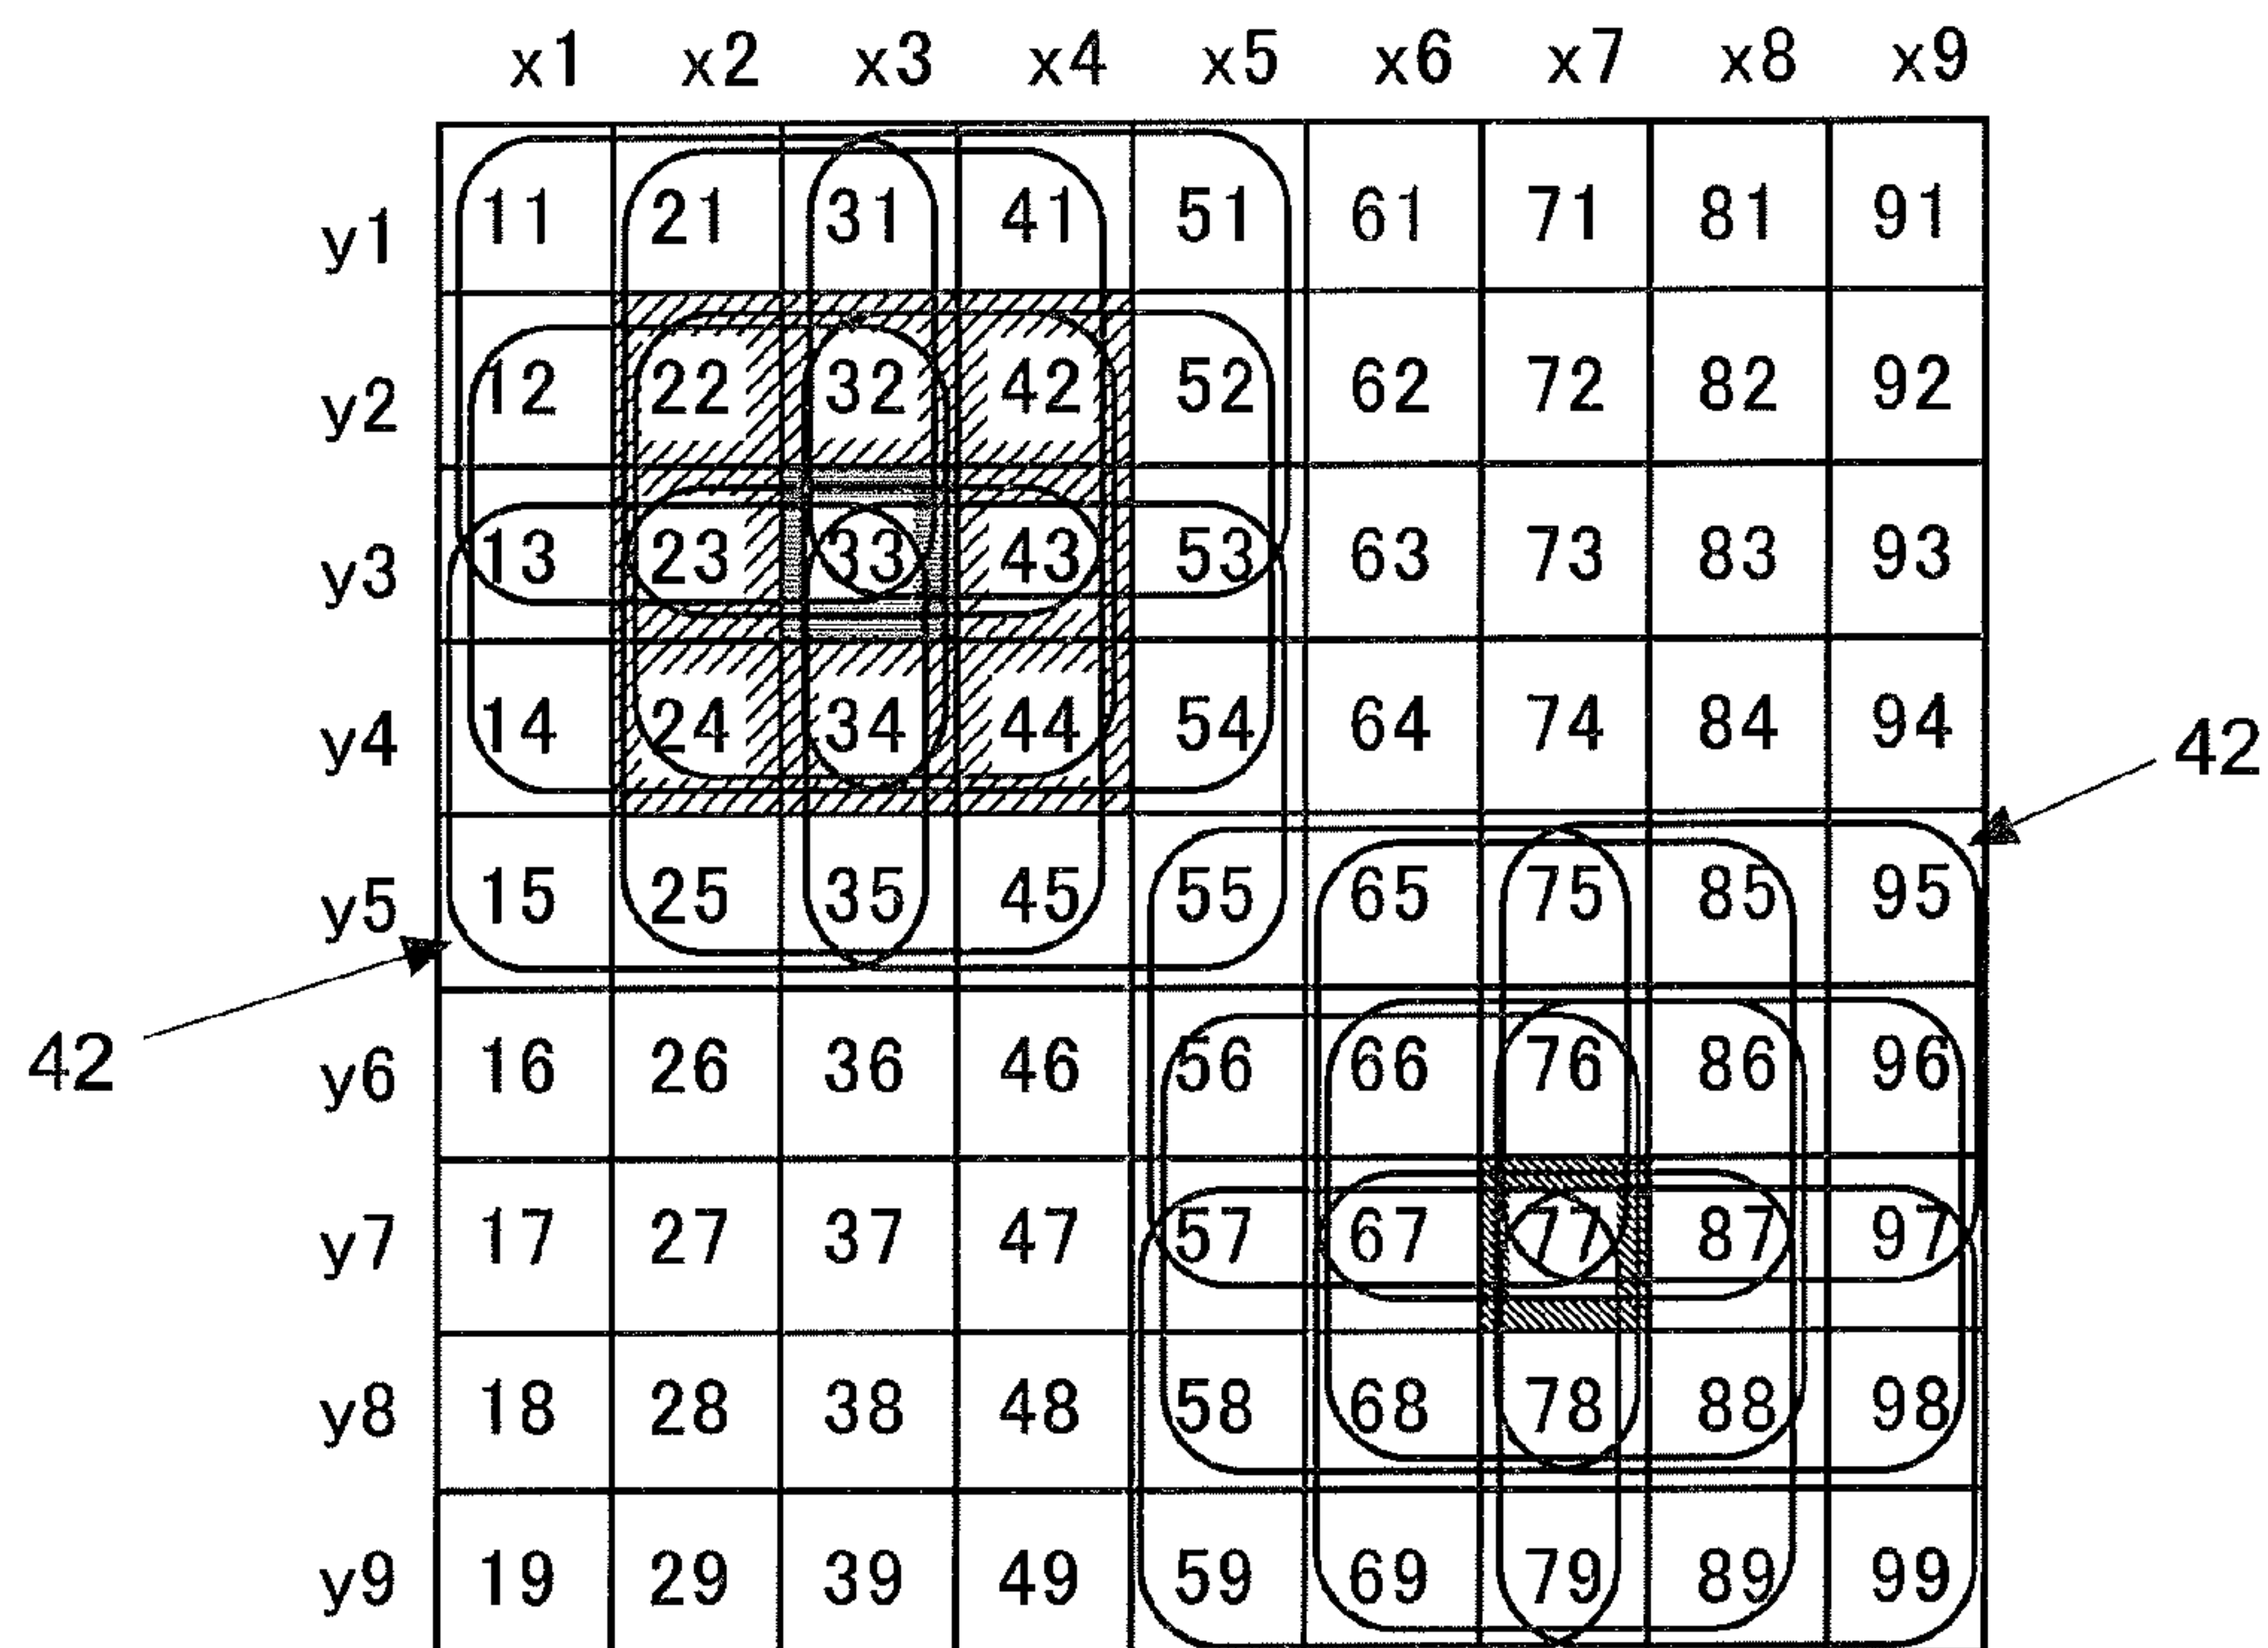 x1 x2 x3 x4 x5 x6 x7 x8 x9
y1 11 21 31 41 51 61 71 81 91
y2 12 22 32 42 52 62 72 82 92
y3 13 23 33 43 53 63 73 83 93
y4 14 24 34 44 54 64 74 84 94
42
y5 15 25 35 45 55 65 75 85 95
42
y6 16 26 36 46 56 66 76 86 96
y7 17 27 37 47 57 67 77 87 97
y8 18 28 38 48 58 68 78 88 98
y9 19 29 39 49 59 69 79 89 99